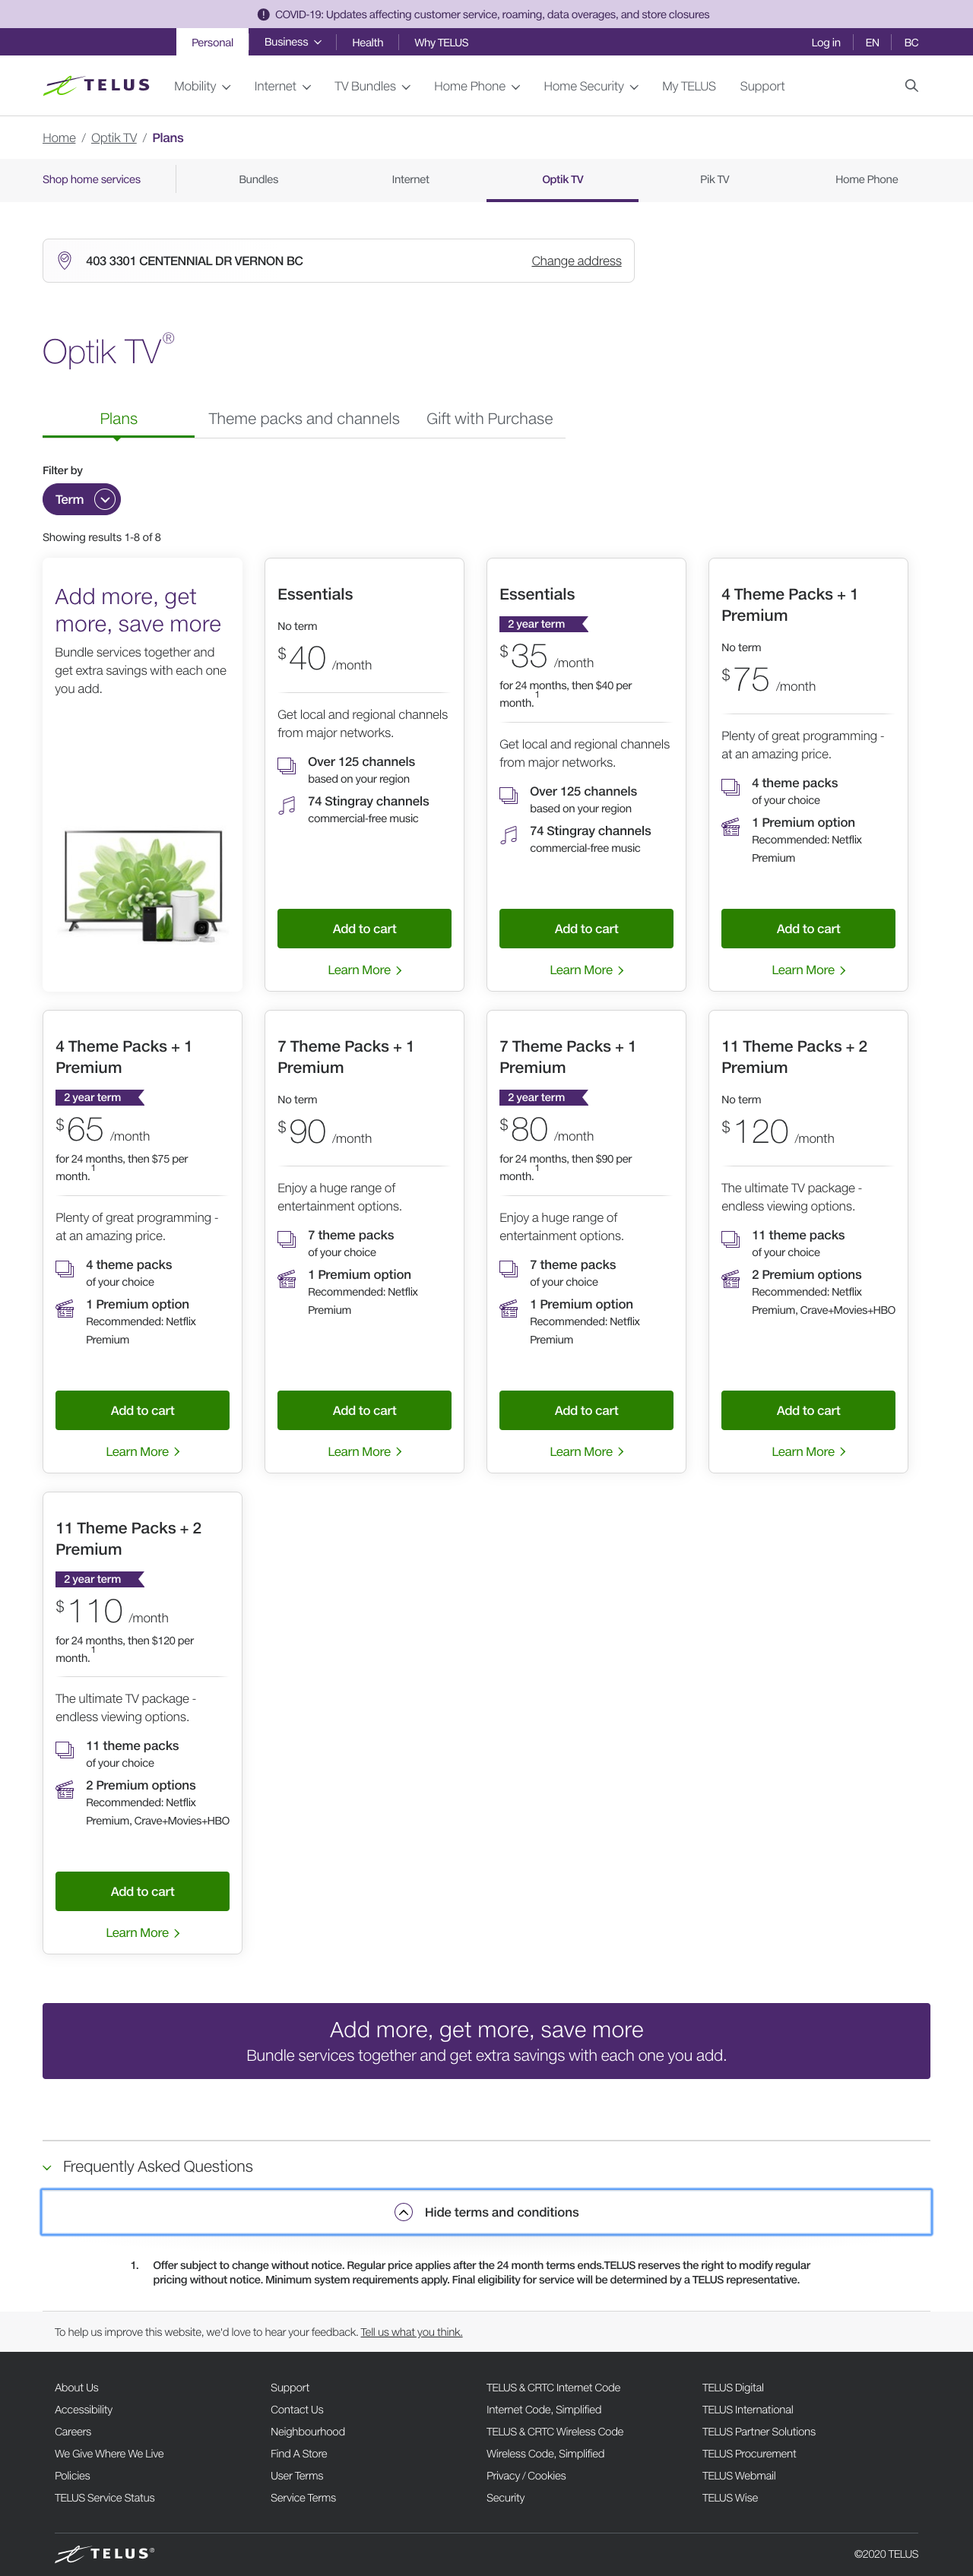 COVID-19: Updates affecting customer service, roaming, data overages, and store closures
Personal
Business
Health
Why TELUS
Log in
EN
BC
TELUS
Mobility
Internet
TV Bundles
Home Phone
Home Security
My TELUS
Support
Home / Optik TV / Plans
Shop home services
Bundles
Internet
Optik TV
Pik TV
Home Phone
403 3301 CENTENNIAL DR VERNON BC
Change address
Optik TV®
Plans
Theme packs and channels
Gift with Purchase
Filter by
Term
Showing results 1-8 of 8
Add more, get
more, save more
Bundle services together and
get extra savings with each one
you add.
Essentials
No term
$40 /month
Get local and regional channels
from major networks.
Over 125 channels
based on your region
74 Stingray channels
commercial-free music
Add to cart
Learn More
Essentials
2 year term
$35 /month
for 24 months, then $40 per
month.1
Get local and regional channels
from major networks.
Over 125 channels
based on your region
74 Stingray channels
commercial-free music
Add to cart
Learn More
4 Theme Packs + 1
Premium
No term
$75 /month
Plenty of great programming -
at an amazing price.
4 theme packs
of your choice
1 Premium option
Recommended: Netflix
Premium
Add to cart
Learn More
4 Theme Packs + 1
Premium
2 year term
$65 /month
for 24 months, then $75 per
month.1
Plenty of great programming -
at an amazing price.
4 theme packs
of your choice
1 Premium option
Recommended: Netflix
Premium
Add to cart
Learn More
7 Theme Packs + 1
Premium
No term
$90 /month
Enjoy a huge range of
entertainment options.
7 theme packs
of your choice
1 Premium option
Recommended: Netflix
Premium
Add to cart
Learn More
7 Theme Packs + 1
Premium
2 year term
$80 /month
for 24 months, then $90 per
month.1
Enjoy a huge range of
entertainment options.
7 theme packs
of your choice
1 Premium option
Recommended: Netflix
Premium
Add to cart
Learn More
11 Theme Packs + 2
Premium
No term
$120 /month
The ultimate TV package -
endless viewing options.
11 theme packs
of your choice
2 Premium options
Recommended: Netflix
Premium, Crave+Movies+HBO
Add to cart
Learn More
11 Theme Packs + 2
Premium
2 year term
$110 /month
for 24 months, then $120 per
month.1
The ultimate TV package -
endless viewing options.
11 theme packs
of your choice
2 Premium options
Recommended: Netflix
Premium, Crave+Movies+HBO
Add to cart
Learn More
Add more, get more, save more
Bundle services together and get extra savings with each one you add.
Frequently Asked Questions
Hide terms and conditions
1. Offer subject to change without notice. Regular price applies after the 24 month term ends.TELUS reserves the right to modify regular
pricing without notice. Minimum system requirements apply. Final eligibility for service will be determined by a TELUS representative.
To help us improve this website, we'd love to hear your feedback. Tell us what you think.
About Us
Accessibility
Careers
We Give Where We Live
Policies
TELUS Service Status
Support
Contact Us
Neighbourhood
Find A Store
User Terms
Service Terms
TELUS & CRTC Internet Code
Internet Code, Simplified
TELUS & CRTC Wireless Code
Wireless Code, Simplified
Privacy / Cookies
Security
TELUS Digital
TELUS International
TELUS Partner Solutions
TELUS Procurement
TELUS Webmail
TELUS Wise
TELUS®
©2020 TELUS